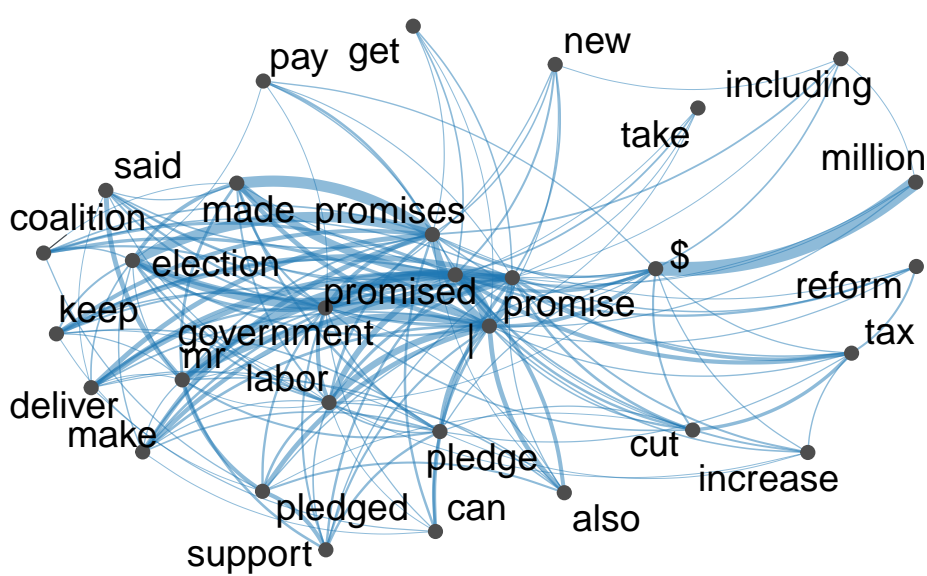 new
pay
get
including
take
million
said
coalition
made
promises
election
$
reform
keep
promised
promise
government
|
tax
mr
labor
deliver
make
cut
pledge
increase
pledged
can
also
support